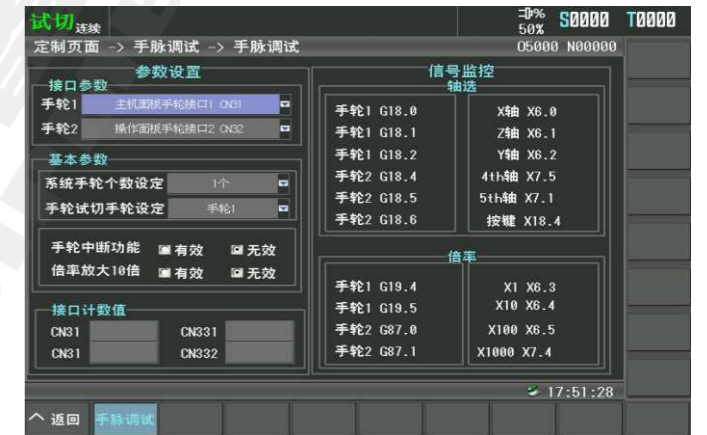 试切 连续 50% S0000 T0000
定制页面 -> 手脉调试 -> 手脉调试 O5000 N00000
参数设置
接口参数
手轮1 主机面板手轮接口1 CN31
手轮2 操作面板手轮接口2 CN32
基本参数
系统手轮个数设定 1个
手轮试切手轮设定 手轮1
手轮中断功能 有效 无效
倍率放大10倍 有效 无效
接口计数值
CN31 CN331
CN31 CN332
信号监控
轴选
手轮1 G18.0 X轴 X6.0
手轮1 G18.1 Z轴 X6.1
手轮1 G18.2 Y轴 X6.2
手轮2 G18.4 4th轴 X7.5
手轮2 G18.5 5th轴 X7.1
手轮2 G18.6 按键 X18.4
倍率
手轮1 G19.4 X1 X6.3
手轮1 G19.5 X10 X6.4
手轮2 G87.0 X100 X6.5
手轮2 G87.1 X1000 X7.4
17:51:28
返回 手脉调试